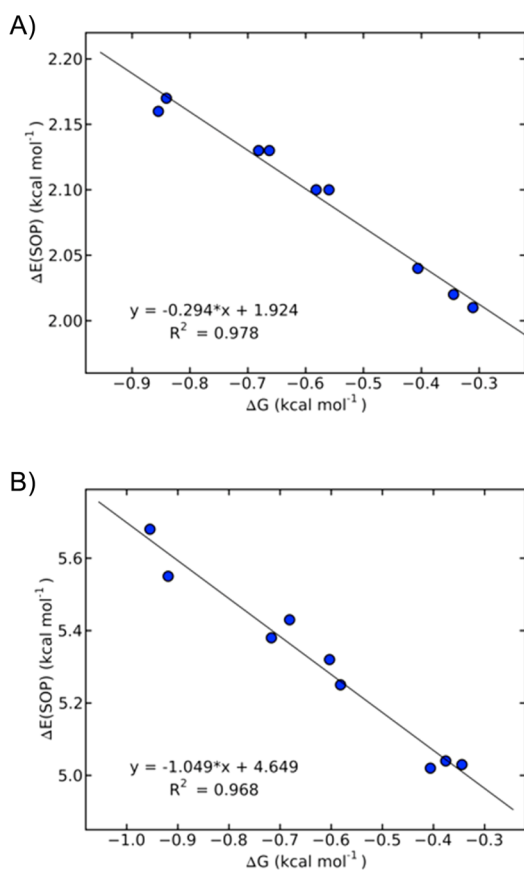 A)
ΔE(SOP) (kcal mol⁻¹)
2.20
2.15
2.10
2.05
2.00
y = -0.294*x + 1.924
R² = 0.978
−0.9 −0.8 −0.7 −0.6 −0.5 −0.4 −0.3
ΔG (kcal mol⁻¹)
B)
ΔE(SOP) (kcal mol⁻¹)
5.6
5.4
5.2
5.0
y = -1.049*x + 4.649
R² = 0.968
−1.0 −0.9 −0.8 −0.7 −0.6 −0.5 −0.4 −0.3
ΔG (kcal mol⁻¹)